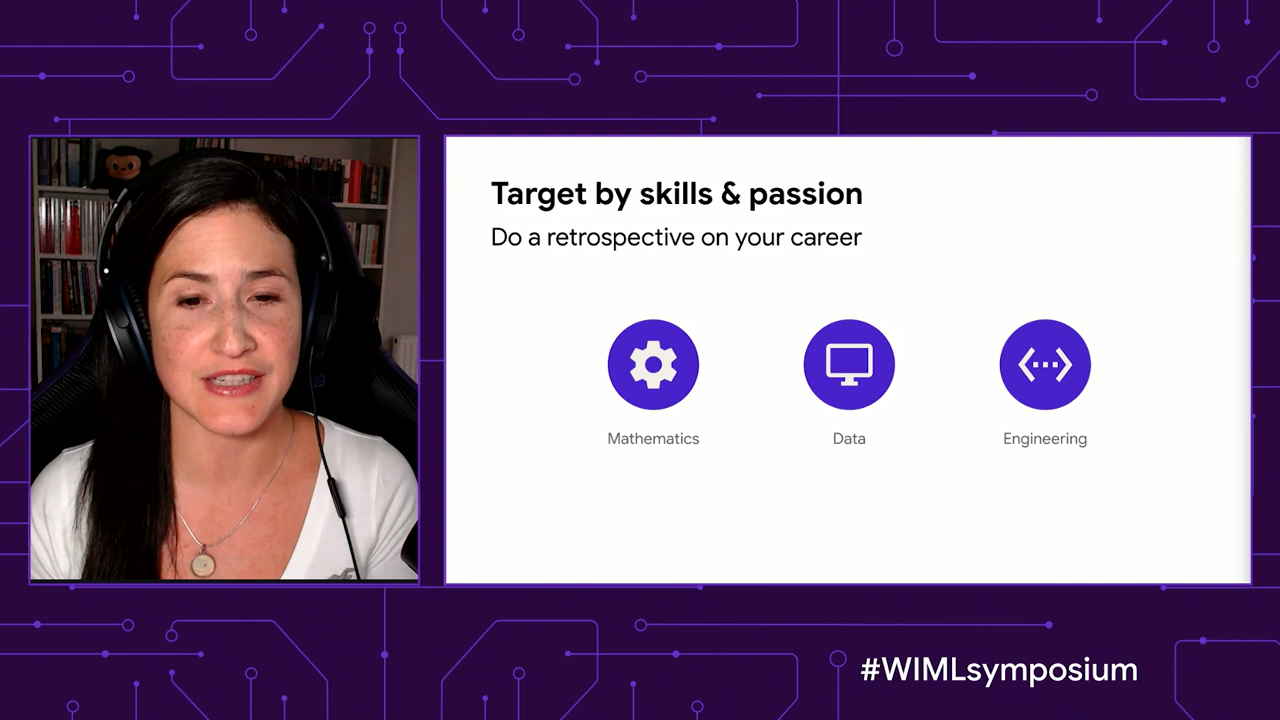 Target by skills & passion
Do a retrospective on your career
Mathematics
Data
Engineering
#WIMLsymposium